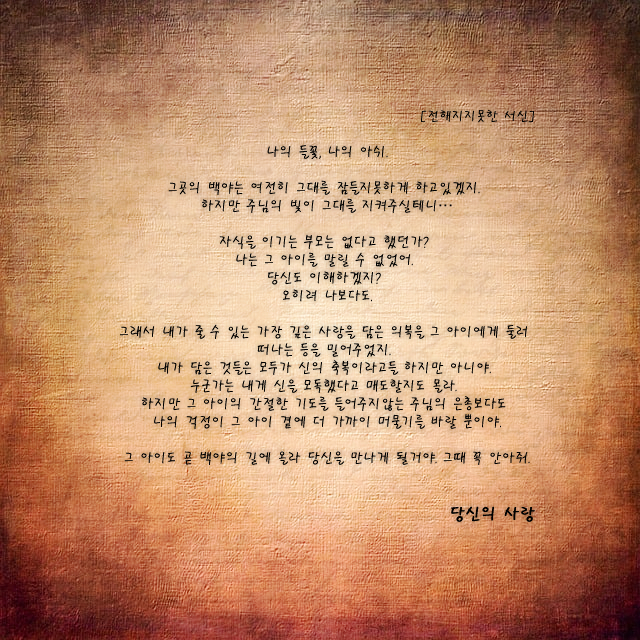 [전해지지못한 서신]
나의 들꽃, 나의 아쉬.
그곳의 백야는 여전히 그대를 잠들지못하게 하고있겠지.
하지만 주님의 빛이 그대를 지켜주실테니…
자식을 이기는 부모는 없다고 했던가?
나는 그 아이를 말릴 수 없었어.
당신도 이해하겠지?
오히려 나보다도.
그래서 내가 줄 수 있는 가장 깊은 사랑을 담은 의복을 그 아이에게 둘러
떠나는 등을 밀어주었지.
내가 담은 것들은 모두가 신의 축복이라고들 하지만 아니야.
누군가는 내게 신을 모독했다고 매도할지도 몰라.
하지만 그 아이의 간절한 기도를 들어주지않는 주님의 은총보다도
나의 걱정이 그 아이 곁에 더 가까이 머물기를 바랄 뿐이야.
그 아이도 곧 백야의 길에 올라 당신을 만나게 될거야. 그때 꼭 안아줘.
당신의 사랑